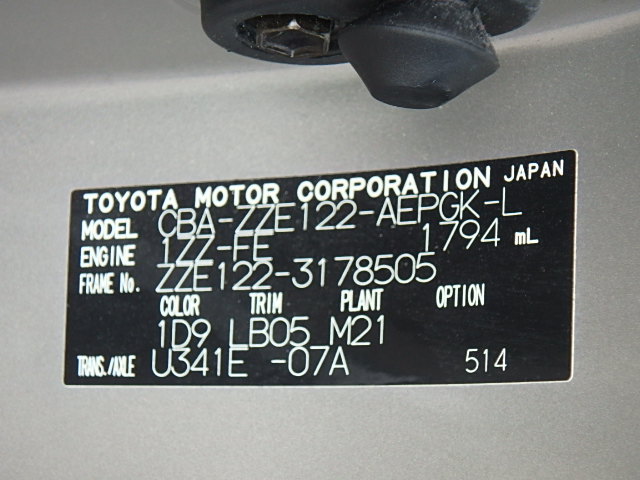 TOYOTA MOTOR CORPORATION JAPAN
MODEL CBA-ZZE122-AEPGK-L
ENGINE 1ZZ-FE 1794 mL
FRAME No. ZZE122-3178505
COLOR TRIM PLANT OPTION
1D9 LB05 M21
TRANS./AXLE U341E -07A 514